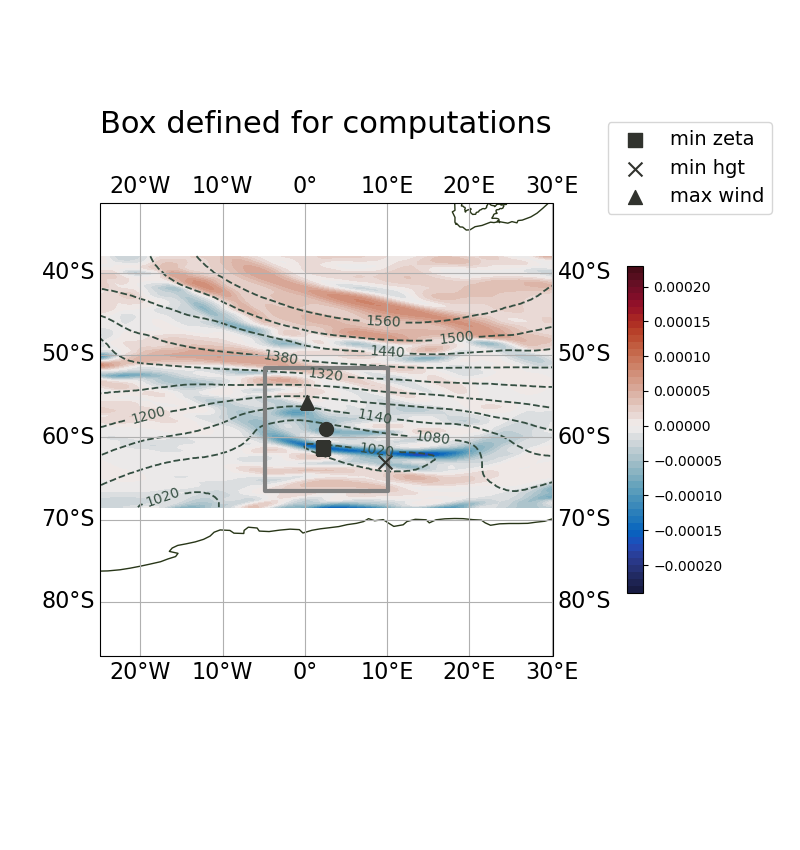 Box defined for computations
min zeta
min hgt
max wind
20°W 10°W 0° 10°E 20°E 30°E
40°S 40°S
50°S 50°S
60°S 60°S
70°S 70°S
80°S 80°S
1560
1500
1440
1380
1320
1200
1140
1080
1020
1020
0.00020
0.00015
0.00010
0.00005
0.00000
−0.00005
−0.00010
−0.00015
−0.00020
20°W 10°W 0° 10°E 20°E 30°E